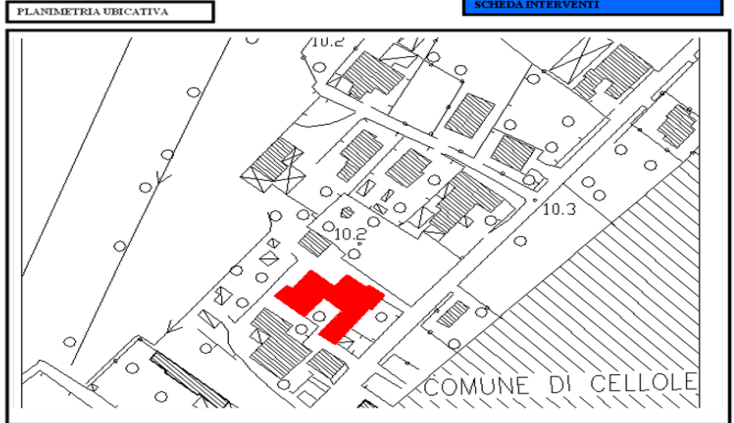 PLANIMETRIA UBICATIVA
SCHEDA INTERVENTI
10.2
10.3
10.2
COMUNE DI CELLOLE